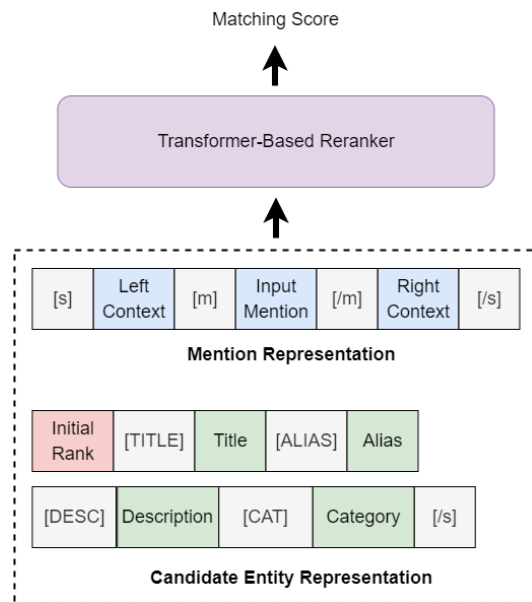 Matching Score
Transformer-Based Reranker
[s] Left Context [m] Input Mention [/m] Right Context [/s]
Mention Representation
Initial Rank [TITLE] Title [ALIAS] Alias
[DESC] Description [CAT] Category [/s]
Candidate Entity Representation